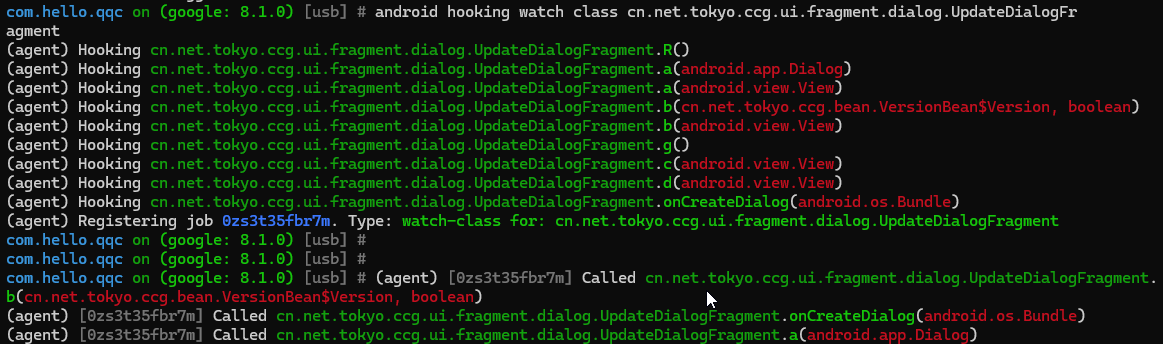 com.hello.qqc on (google: 8.1.0) [usb] # android hooking watch class cn.net.tokyo.ccg.ui.fragment.dialog.UpdateDialogFr
agment
(agent) Hooking cn.net.tokyo.ccg.ui.fragment.dialog.UpdateDialogFragment.R()
(agent) Hooking cn.net.tokyo.ccg.ui.fragment.dialog.UpdateDialogFragment.a(android.app.Dialog)
(agent) Hooking cn.net.tokyo.ccg.ui.fragment.dialog.UpdateDialogFragment.a(android.view.View)
(agent) Hooking cn.net.tokyo.ccg.ui.fragment.dialog.UpdateDialogFragment.b(cn.net.tokyo.ccg.bean.VersionBean$Version, boolean)
(agent) Hooking cn.net.tokyo.ccg.ui.fragment.dialog.UpdateDialogFragment.b(android.view.View)
(agent) Hooking cn.net.tokyo.ccg.ui.fragment.dialog.UpdateDialogFragment.g()
(agent) Hooking cn.net.tokyo.ccg.ui.fragment.dialog.UpdateDialogFragment.c(android.view.View)
(agent) Hooking cn.net.tokyo.ccg.ui.fragment.dialog.UpdateDialogFragment.d(android.view.View)
(agent) Hooking cn.net.tokyo.ccg.ui.fragment.dialog.UpdateDialogFragment.onCreateDialog(android.os.Bundle)
(agent) Registering job 0zs3t35fbr7m. Type: watch-class for: cn.net.tokyo.ccg.ui.fragment.dialog.UpdateDialogFragment
com.hello.qqc on (google: 8.1.0) [usb] #
com.hello.qqc on (google: 8.1.0) [usb] #
com.hello.qqc on (google: 8.1.0) [usb] # (agent) [0zs3t35fbr7m] Called cn.net.tokyo.ccg.ui.fragment.dialog.UpdateDialogFragment.
b(cn.net.tokyo.ccg.bean.VersionBean$Version, boolean)
(agent) [0zs3t35fbr7m] Called cn.net.tokyo.ccg.ui.fragment.dialog.UpdateDialogFragment.onCreateDialog(android.os.Bundle)
(agent) [0zs3t35fbr7m] Called cn.net.tokyo.ccg.ui.fragment.dialog.UpdateDialogFragment.a(android.app.Dialog)